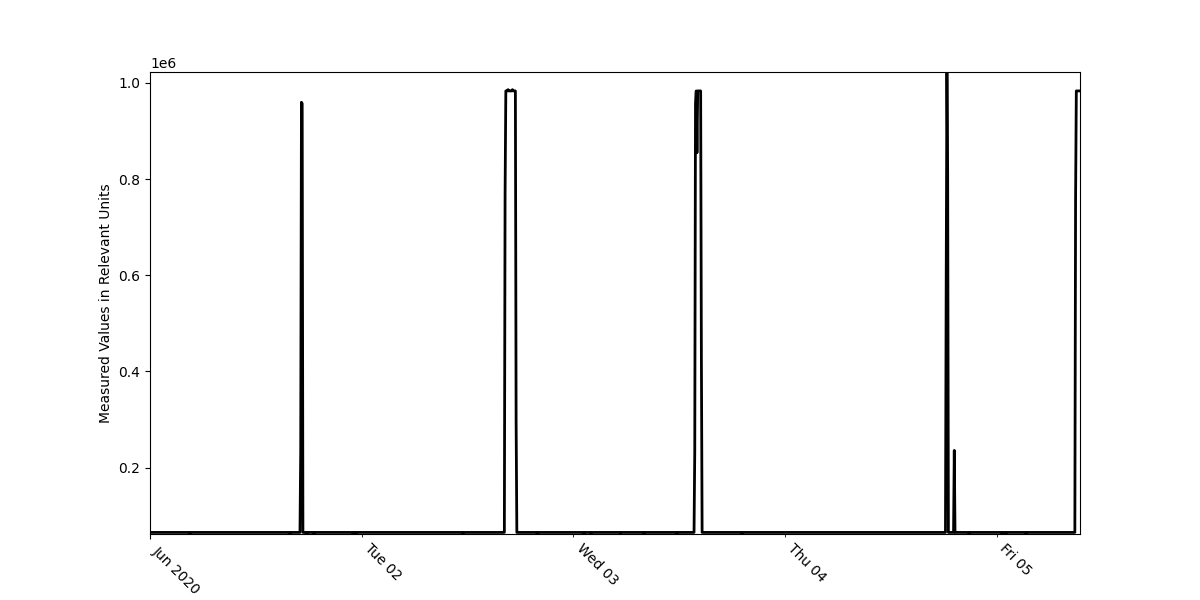 1e6
1.0
0.8
0.6
0.4
0.2
Measured Values in Relevant Units
Jun 2020
Tue 02
Wed 03
Thu 04
Fri 05